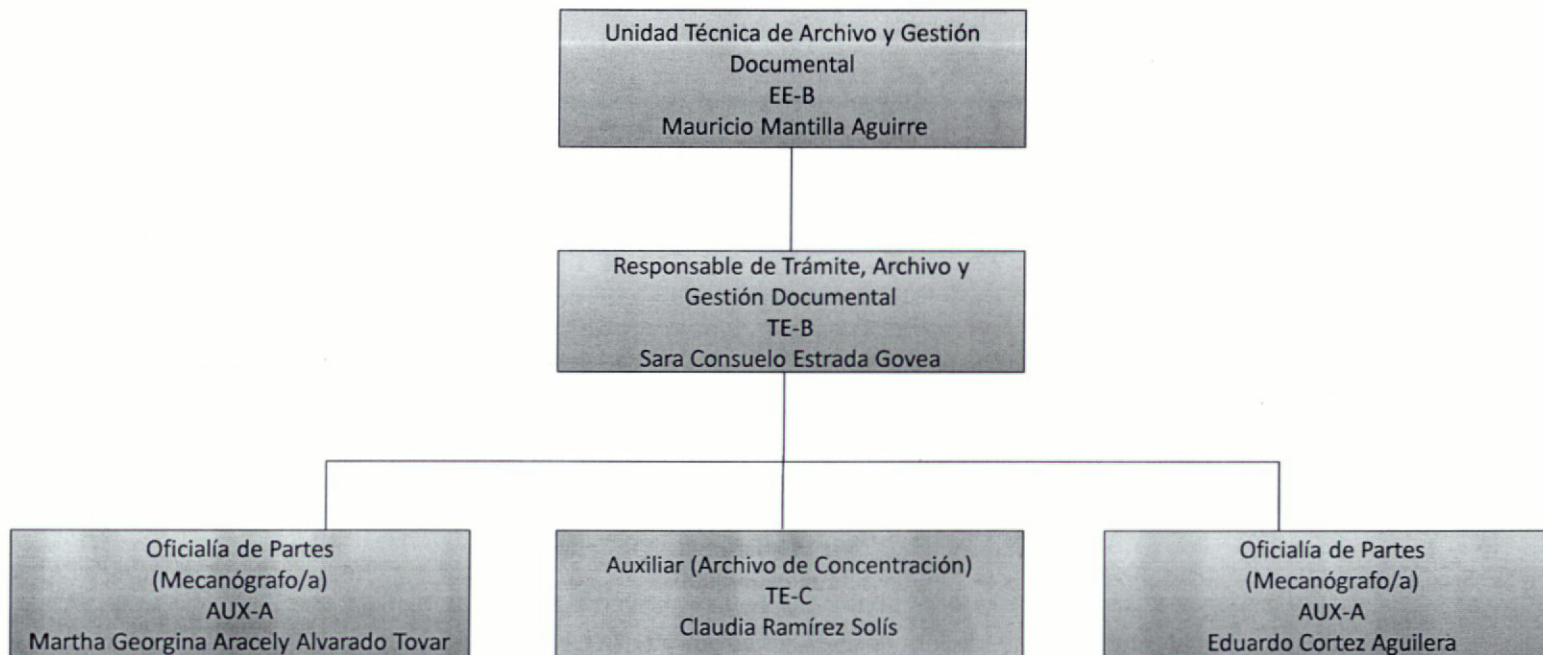 Unidad Técnica de Archivo y Gestión
Documental
EE-B
Mauricio Mantilla Aguirre
Responsable de Trámite, Archivo y
Gestión Documental
TE-B
Sara Consuelo Estrada Govea
Oficialía de Partes
(Mecanógrafo/a)
AUX-A
Martha Georgina Aracely Alvarado Tovar
Auxiliar (Archivo de Concentración)
TE-C
Claudia Ramírez Solís
Oficialía de Partes
(Mecanógrafo/a)
AUX-A
Eduardo Cortez Aguilera